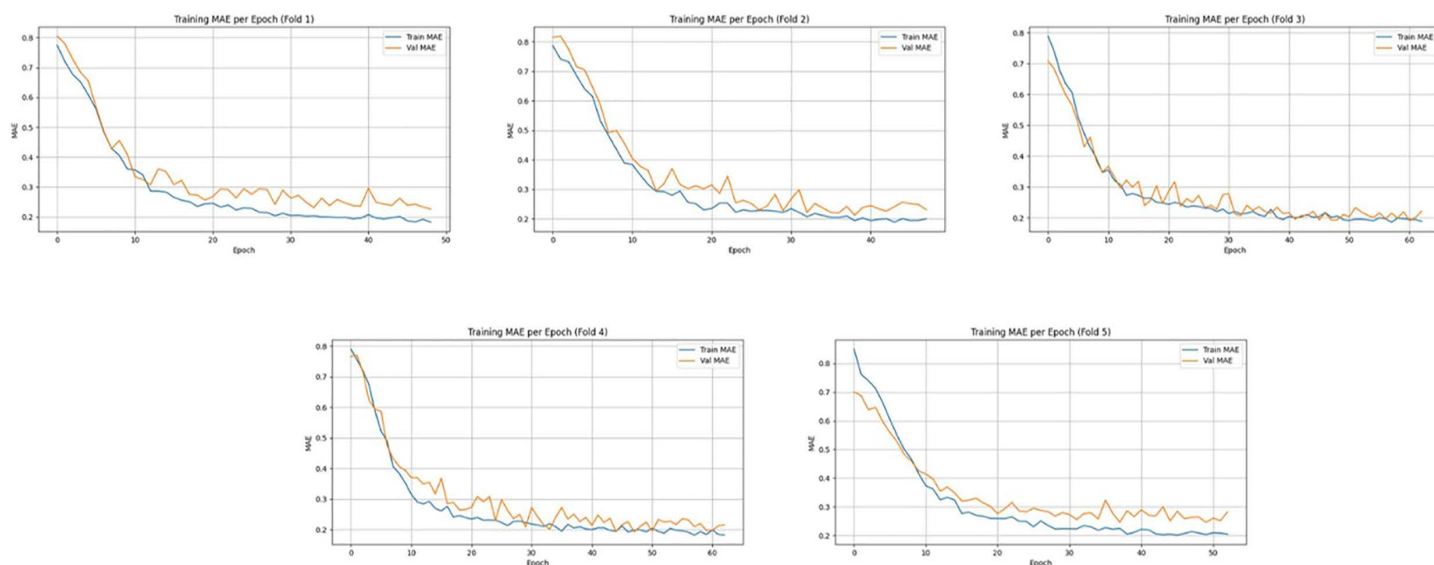 Training MAE per Epoch (Fold 1)
Train MAE
Val MAE
MAE
0.8
0.7
0.6
0.5
0.4
0.3
0.2
0 10 20 30 40 50
Epoch
Training MAE per Epoch (Fold 2)
Train MAE
Val MAE
MAE
0.8
0.7
0.6
0.5
0.4
0.3
0.2
0 10 20 30 40
Epoch
Training MAE per Epoch (Fold 3)
Train MAE
Val MAE
MAE
0.8
0.7
0.6
0.5
0.4
0.3
0.2
0 10 20 30 40 50 60
Epoch
Training MAE per Epoch (Fold 4)
Train MAE
Val MAE
MAE
0.8
0.7
0.6
0.5
0.4
0.3
0.2
0 10 20 30 40 50 60
Epoch
Training MAE per Epoch (Fold 5)
Train MAE
Val MAE
MAE
0.8
0.7
0.6
0.5
0.4
0.3
0.2
0 10 20 30 40 50
Epoch